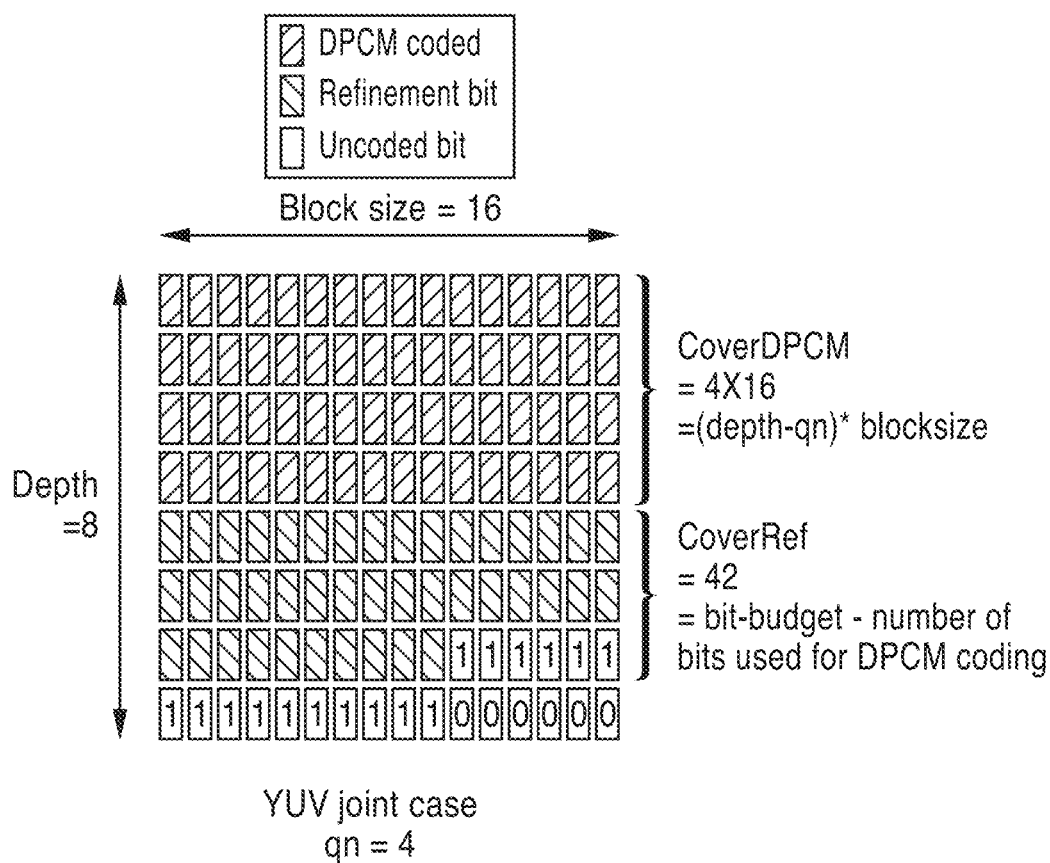 DPCM coded
Refinement bit
Uncoded bit
Block size = 16
Depth
=8
CoverDPCM
= 4X16
=(depth-qn)* blocksize
CoverRef
= 42
= bit-budget - number of
bits used for DPCM coding
1 1 1 1 1 1
1 1 1 1 1 1 1 1 1 1 0 0 0 0 0 0
YUV joint case
qn = 4